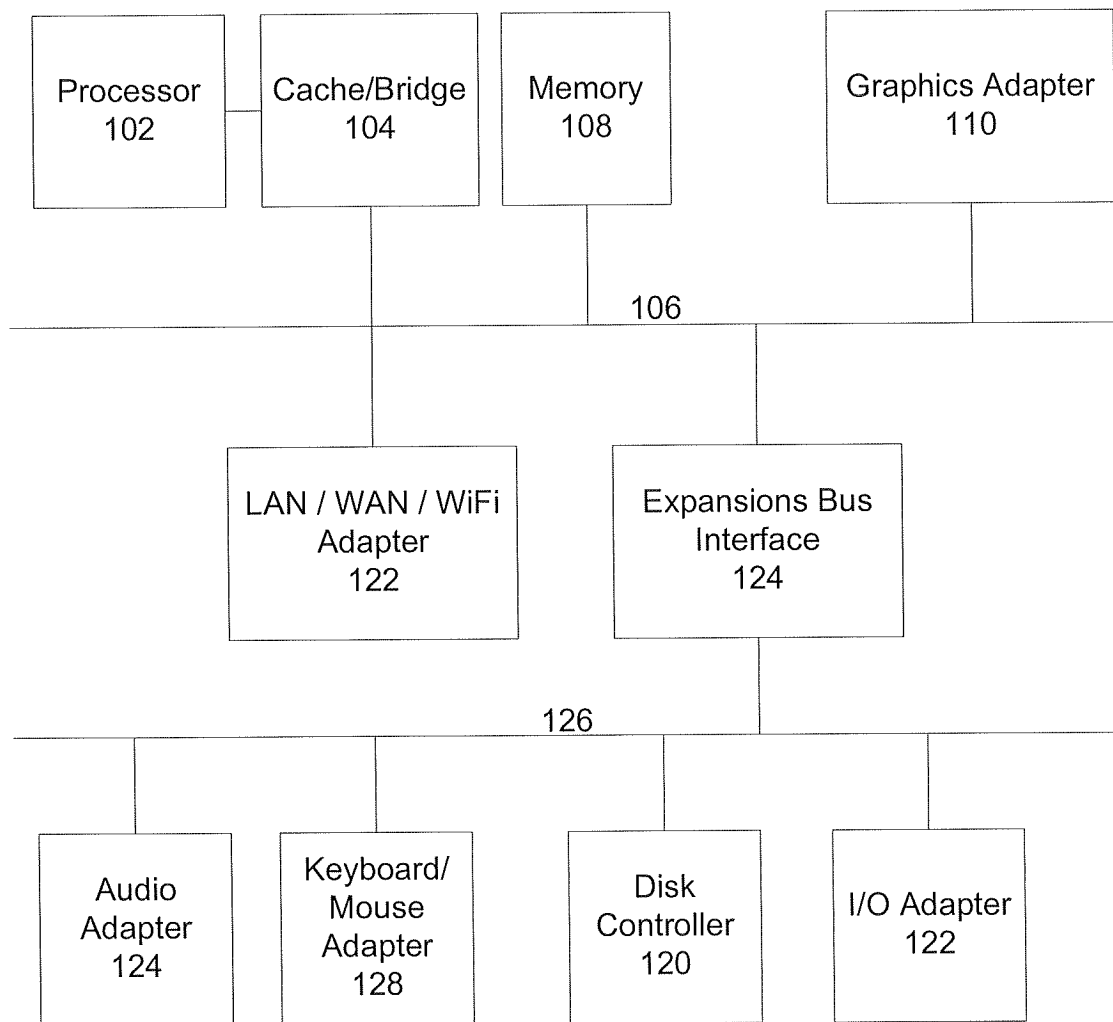 Processor
102
Cache/Bridge
104
Memory
108
Graphics Adapter
110
106
LAN / WAN / WiFi
Adapter
122
Expansions Bus
Interface
124
126
Audio
Adapter
124
Keyboard/
Mouse
Adapter
128
Disk
Controller
120
I/O Adapter
122